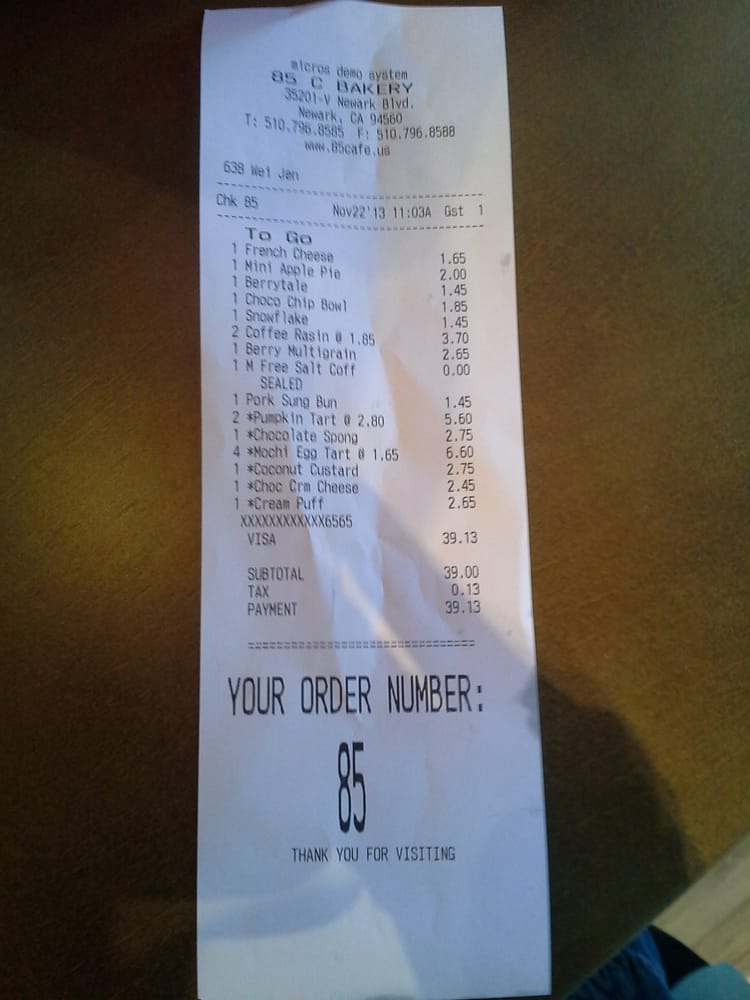 micros demo system
85 C BAKERY
35201-V Newark Blvd.
Newark, CA 94560
T: 510.796.8585 F: 510.796.8588
www.85cafe.us
638 Wei Jen
Chk 85 Nov22'13 11:03A Gst 1
To Go
1 French Cheese 1.65
1 Mini Apple Pie 2.00
1 Berrytale 1.45
1 Choco Chip Bowl 1.85
1 Snowflake 1.45
2 Coffee Rasin @ 1.85 3.70
1 Berry Multigrain 2.65
1 M Free Salt Coff 0.00
SEALED
1 Pork Sung Bun 1.45
2 *Pumpkin Tart @ 2.80 5.60
1 *Chocolate Spong 2.75
4 *Mochi Egg Tart @ 1.65 6.60
1 *Coconut Custard 2.75
1 *Choc Crm Cheese 2.45
1 *Cream Puff 2.65
XXXXXXXXXXXX6565
VISA 39.13
SUBTOTAL 39.00
TAX 0.13
PAYMENT 39.13
==============================
YOUR ORDER NUMBER:
85
THANK YOU FOR VISITING